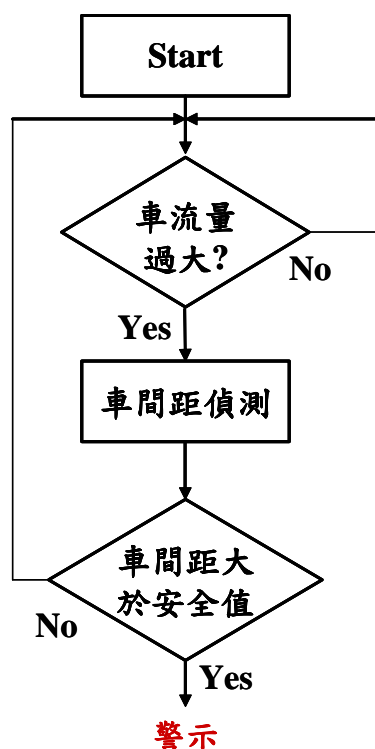 Start
車流量
過大?
No
Yes
車間距偵測
車間距大
於安全值
No
Yes
警示